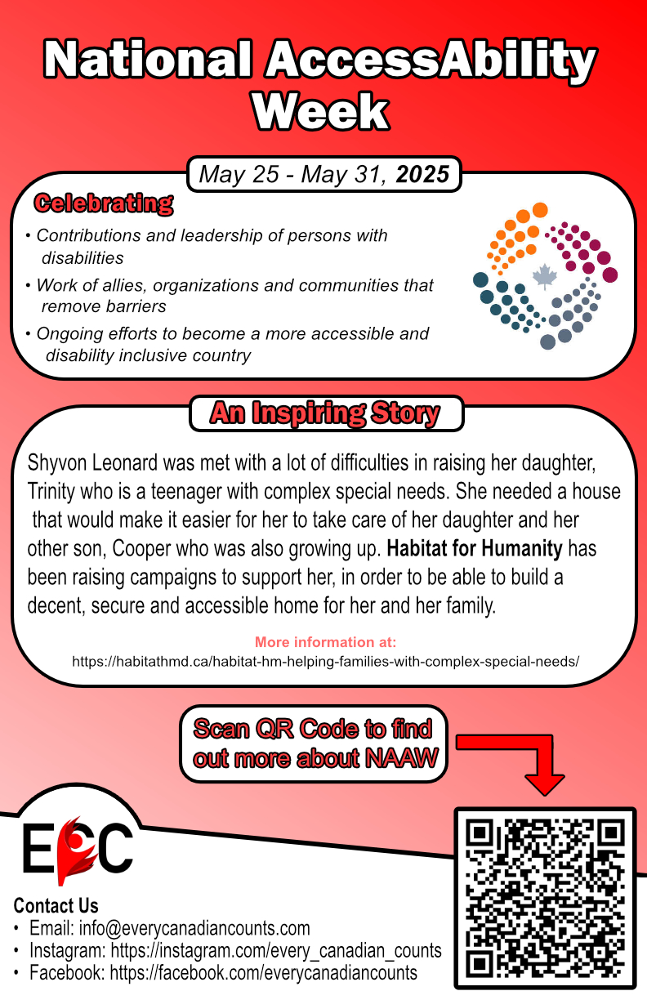 National AccessAbility
Week
May 25 - May 31, 2025
Celebrating
• Contributions and leadership of persons with
disabilities
• Work of allies, organizations and communities that
remove barriers
• Ongoing efforts to become a more accessible and
disability inclusive country
An Inspiring Story
Shyvon Leonard was met with a lot of difficulties in raising her daughter,
Trinity who is a teenager with complex special needs. She needed a house
that would make it easier for her to take care of her daughter and her
other son, Cooper who was also growing up. Habitat for Humanity has
been raising campaigns to support her, in order to be able to build a
decent, secure and accessible home for her and her family.
More information at:
https://habitathmd.ca/habitat-hm-helping-families-with-complex-special-needs/
Scan QR Code to find
out more about NAAW
ECC
Contact Us
• Email: info@everycanadiancounts.com
• Instagram: https://instagram.com/every_canadian_counts
• Facebook: https://facebook.com/everycanadiancounts